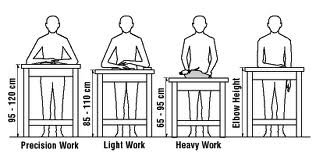 95 - 120 cm
Precision Work
85 - 110 cm
Light Work
65 - 95 cm
Heavy Work
Elbow Height